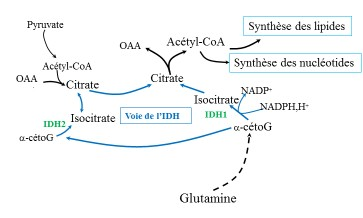 Pyruvate
Acétyl-CoA
OAA
Citrate
Isocitrate
IDH2
α-cétoG
Voie de l'IDH
OAA
Acétyl-CoA
Citrate
Synthèse des lipides
Synthèse des nucléotides
Isocitrate
IDH1
NADP⁺
NADPH,H⁺
α-cétoG
Glutamine